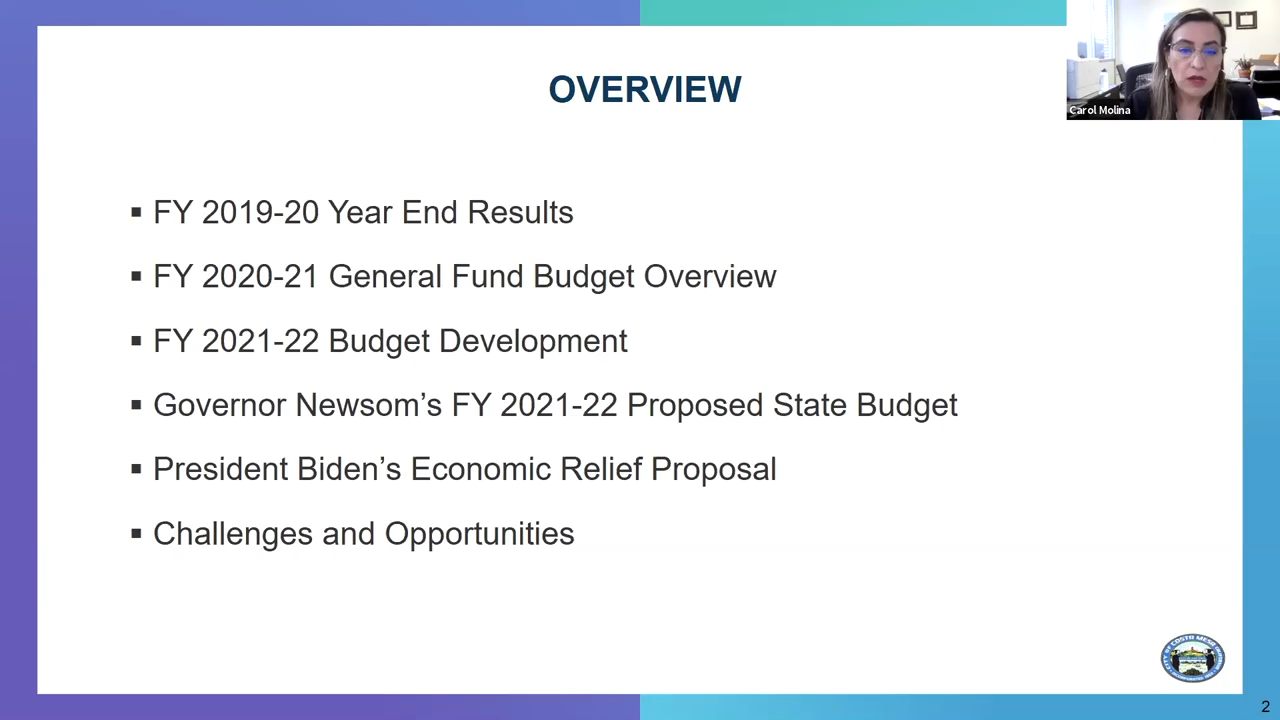 OVERVIEW
Carol Molina
▪ FY 2019-20 Year End Results
▪ FY 2020-21 General Fund Budget Overview
▪ FY 2021-22 Budget Development
▪ Governor Newsom’s FY 2021-22 Proposed State Budget
▪ President Biden’s Economic Relief Proposal
▪ Challenges and Opportunities
2